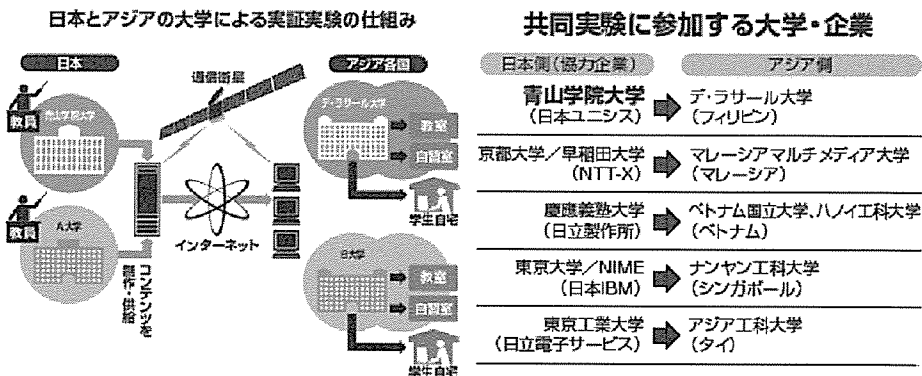 日本とアジアの大学による実証実験の仕組み
日本
通信衛星
アジア各国
青山学院大学
教員
デ・ラサール大学
教室
自習室
学生自宅
A大学
教員
インターネット
コンテンツを
制作・供給
B大学
教室
自習室
学生自宅
共同実験に参加する大学・企業
日本側(協力企業)
アジア側
青山学院大学
(日本ユニシス)
デ・ラサール大学
(フィリピン)
京都大学/早稲田大学
(NTT-X)
マレーシアマルチメディア大学
(マレーシア)
慶應義塾大学
(日立製作所)
ベトナム国立大学、ハノイ工科大学
(ベトナム)
東京大学/NIME
(日本IBM)
ナンヤン工科大学
(シンガポール)
東京工業大学
(日立電子サービス)
アジア工科大学
(タイ)